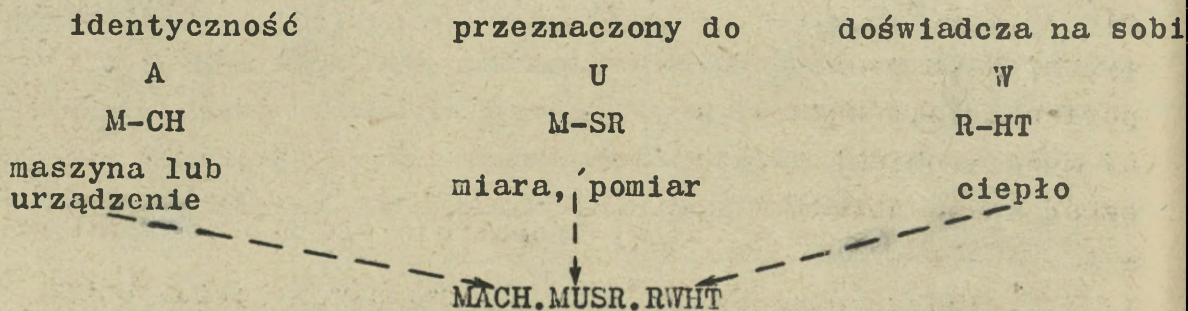 identyczność przeznaczony do doświadcza na sobi
A U W
M-CH M-SR R-HT
maszyna lub
urządzenie miara, pomiar ciepło
MACH.MUSR.RWHT